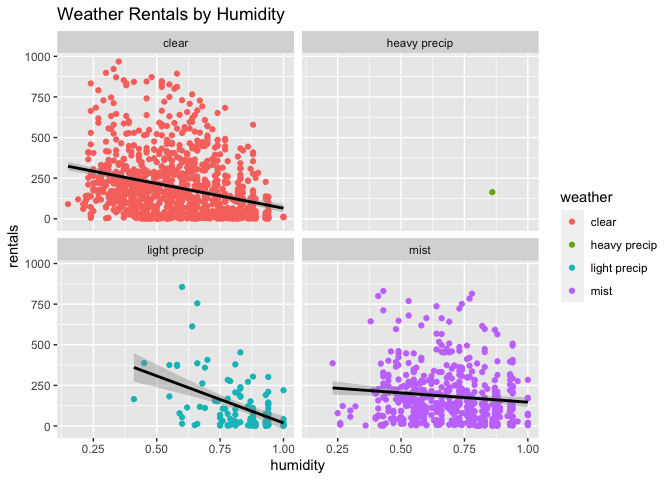 Weather Rentals by Humidity
clear
heavy precip
1000
750
500
250
0
light precip
mist
1000
750
500
250
0
0.25
0.50
0.75
1.00
0.25
0.50
0.75
1.00
humidity
rentals
weather
clear
heavy precip
light precip
mist